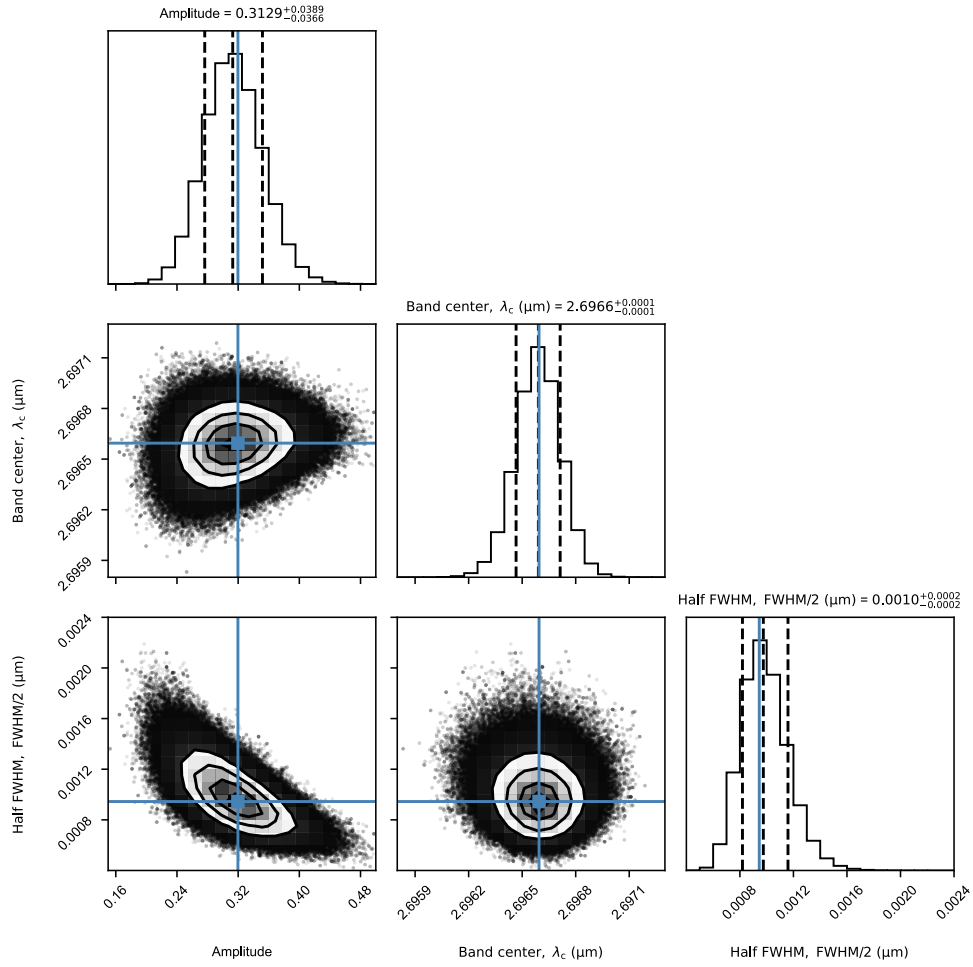 Amplitude = 0.3129 +0.0389 −0.0366
Band center, λc (μm) = 2.6966 +0.0001 −0.0001
2.6971
2.6968
2.6965
2.6962
2.6959
Band center, λc (μm)
Half FWHM, FWHM/2 (μm) = 0.0010 +0.0002 −0.0002
0.0024
0.0020
0.0016
0.0012
0.0008
Half FWHM, FWHM/2 (μm)
0.16 0.24 0.32 0.40 0.48
2.6959 2.6962 2.6965 2.6968 2.6971
0.0008 0.0012 0.0016 0.0020 0.0024
Amplitude
Band center, λc (μm)
Half FWHM, FWHM/2 (μm)